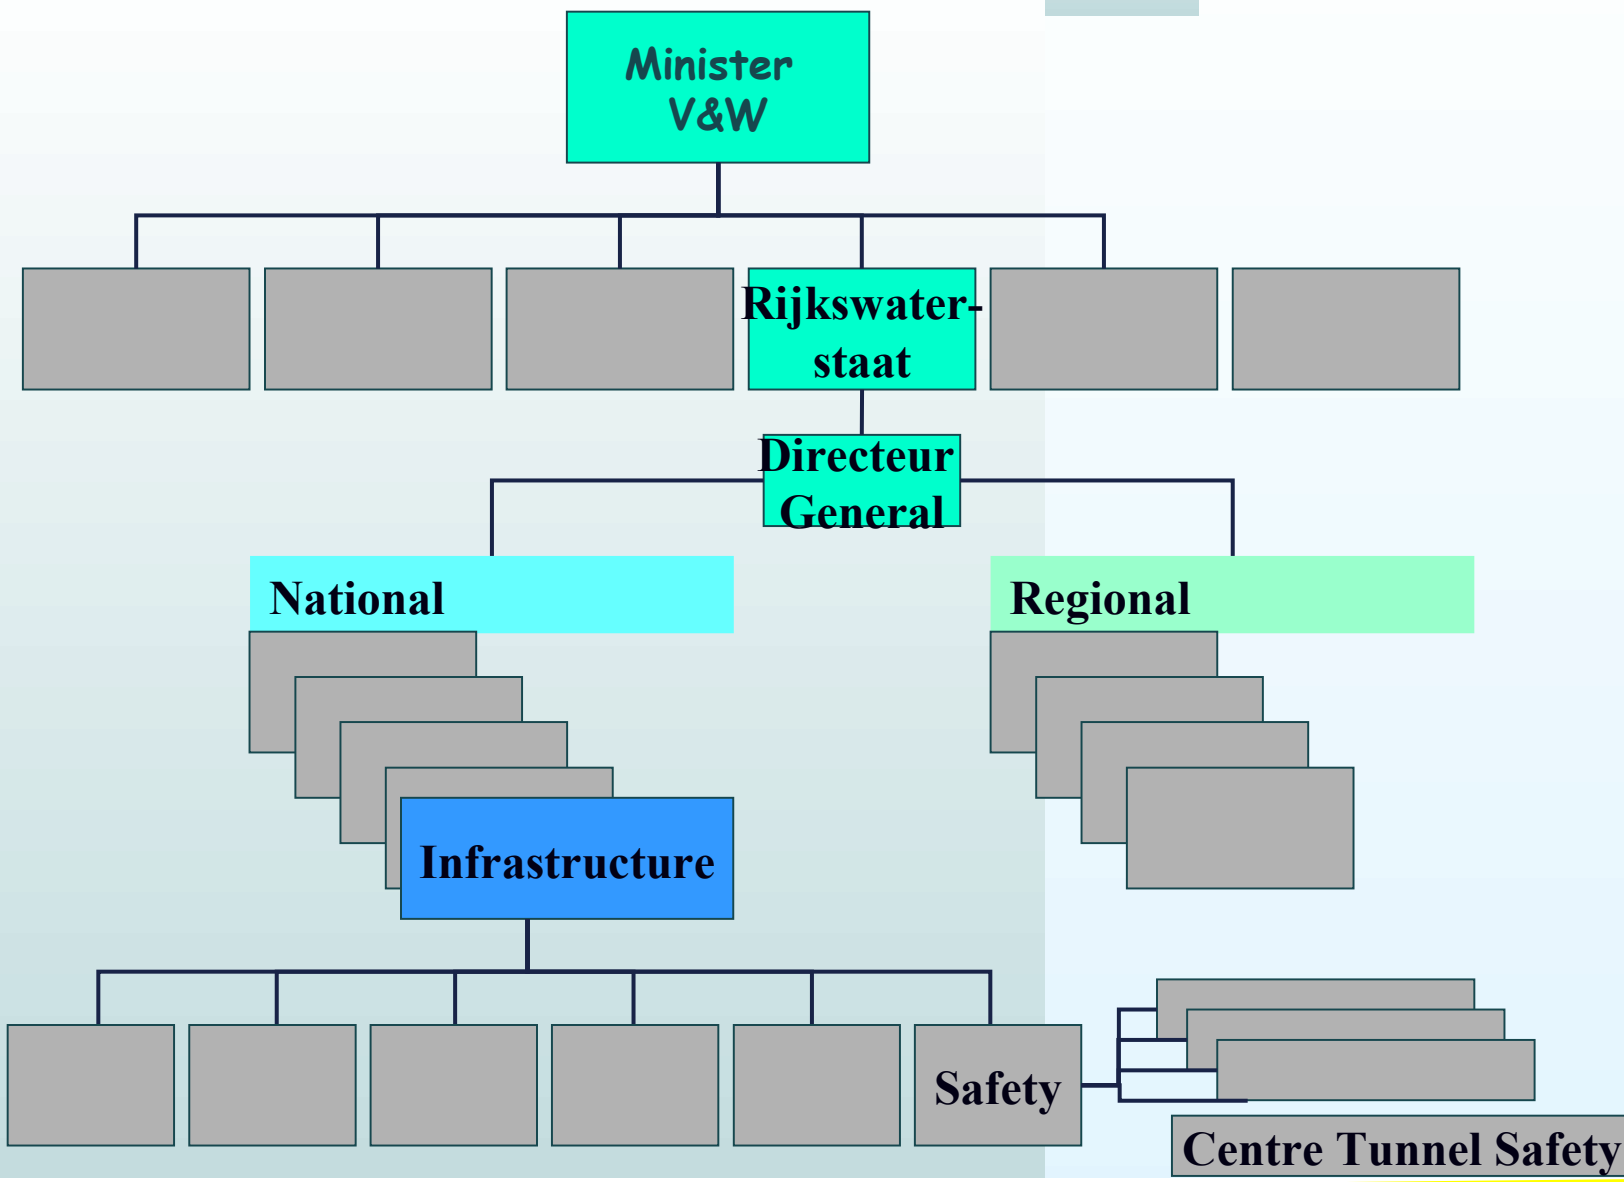 Minister
V&W
Rijkswater-
staat
Directeur
General
National
Regional
Infrastructure
Safety
Centre Tunnel Safety